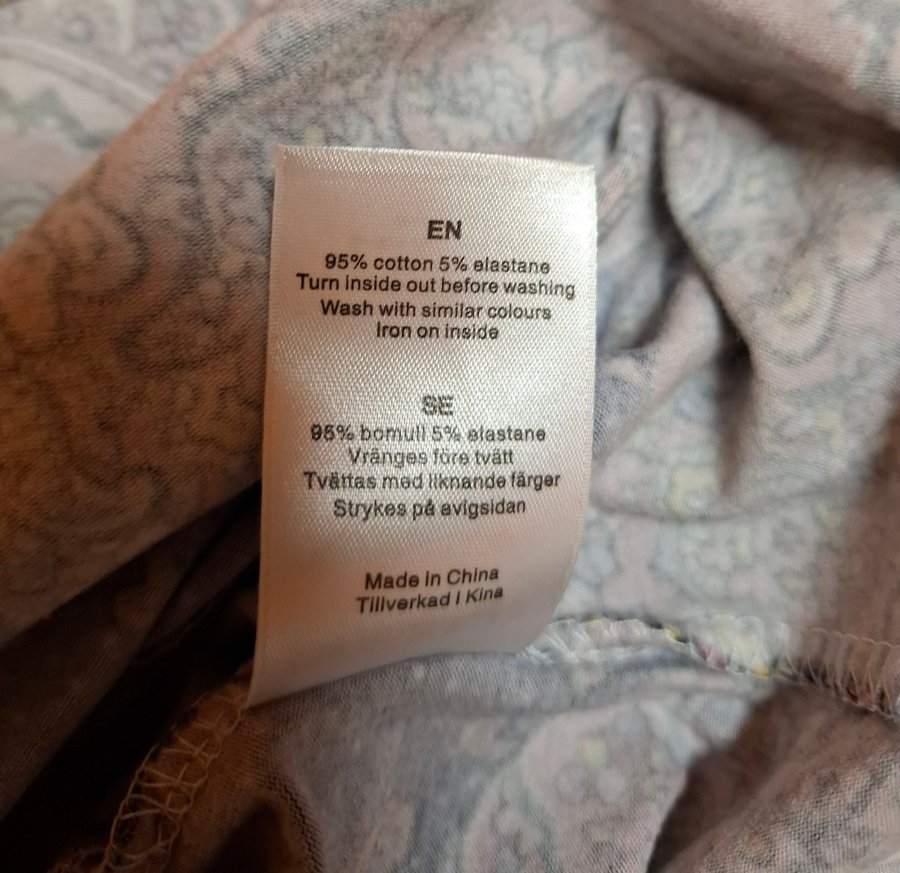 EN
95% cotton 5% elastane
Turn inside out before washing
Wash with similar colours
Iron on inside
SE
95% bomull 5% elastane
Vränges före tvätt
Tvättas med liknande färger
Strykes på avigsidan
Made in China
Tillverkad I Kina